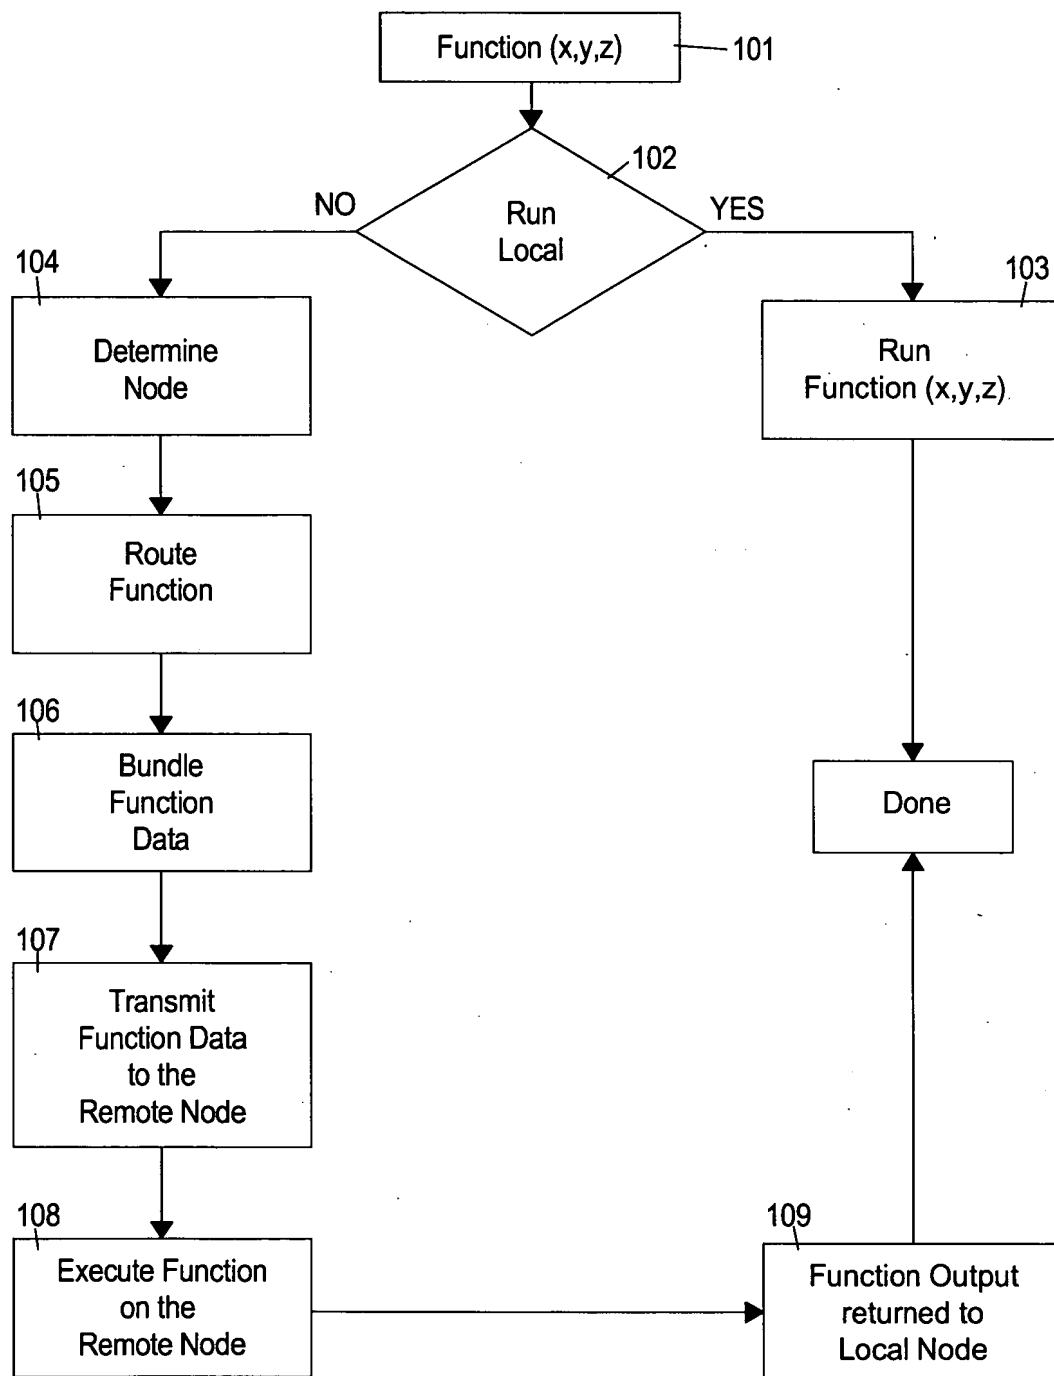 Function (x,y,z)
101
102
NO
Run
Local
YES
104
Determine
Node
103
Run
Function (x,y,z)
105
Route
Function
106
Bundle
Function
Data
Done
107
Transmit
Function Data
to the
Remote Node
108
Execute Function
on the
Remote Node
109
Function Output
returned to
Local Node